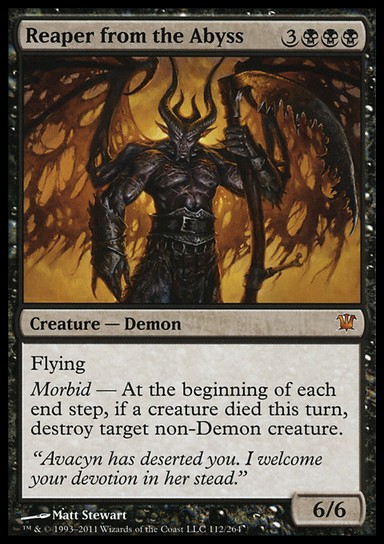 Reaper from the Abyss 3
Creature — Demon
Flying
Morbid — At the beginning of each
end step, if a creature died this turn,
destroy target non-Demon creature.
“Avacyn has deserted you. I welcome
your devotion in her stead.”
6/6
Matt Stewart
™ & © 1993–2011 Wizards of the Coast LLC 112/264